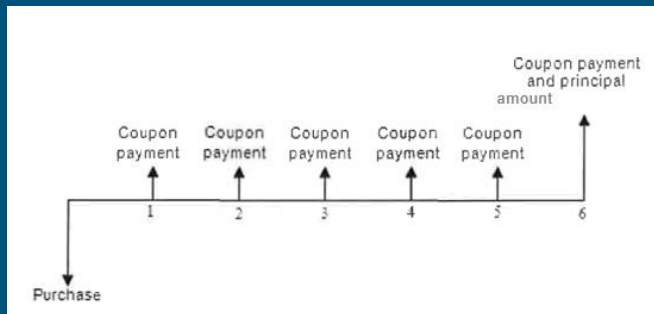 Coupon payment
and principal
amount
Coupon
payment
Coupon
payment
Coupon
payment
Coupon
payment
Coupon
payment
1
2
3
4
5
6
Purchase